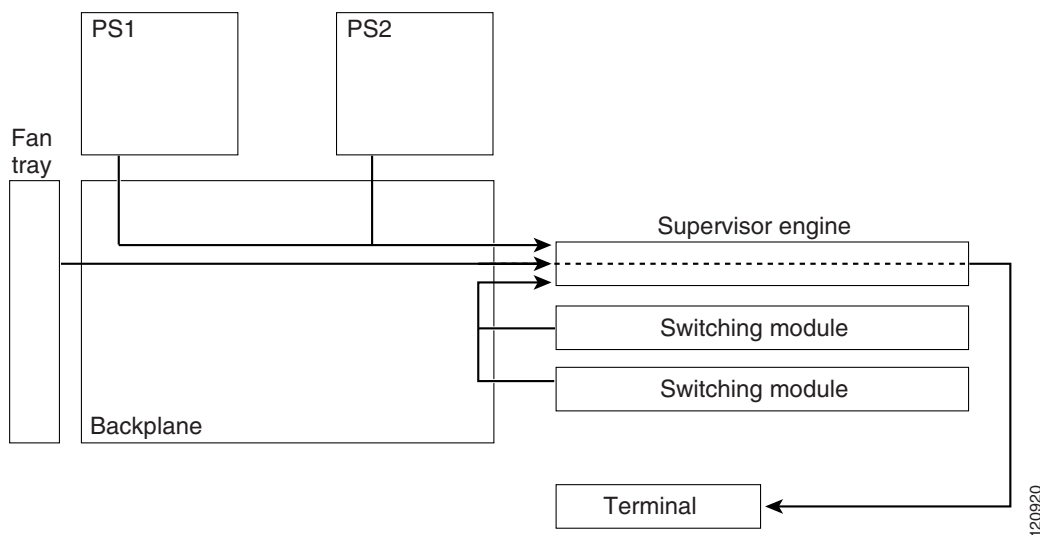 PS1
PS2
Fan
tray
Supervisor engine
Switching module
Switching module
Backplane
Terminal
120920